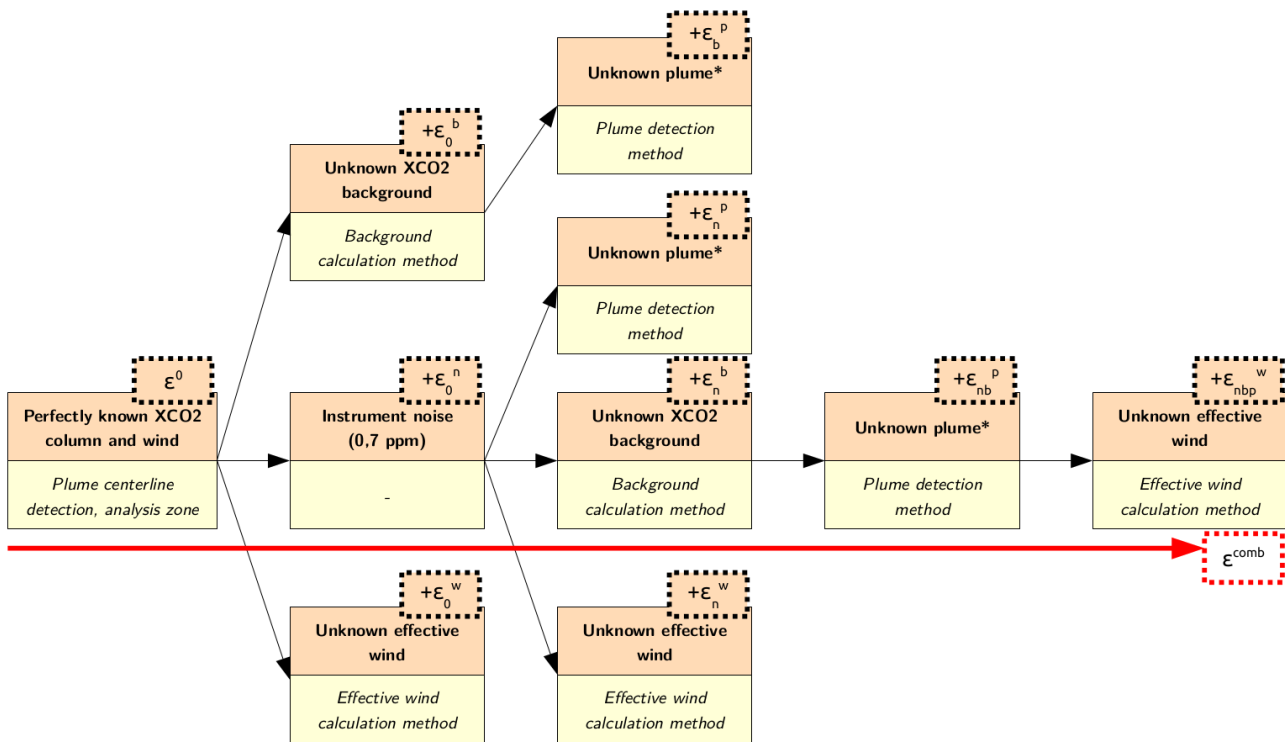 +ε_b^p
Unknown plume*
Plume detection
method
+ε_0^b
Unknown XCO2
background
Background
calculation method
+ε_n^p
Unknown plume*
Plume detection
method
ε^0
Perfectly known XCO2
column and wind
Plume centerline
detection, analysis zone
+ε_0^n
Instrument noise
(0,7 ppm)
-
+ε_n^b
Unknown XCO2
background
Background
calculation method
+ε_nb^p
Unknown plume*
Plume detection
method
+ε_nbp^w
Unknown effective
wind
Effective wind
calculation method
ε^comb
+ε_0^w
Unknown effective
wind
Effective wind
calculation method
+ε_n^w
Unknown effective
wind
Effective wind
calculation method